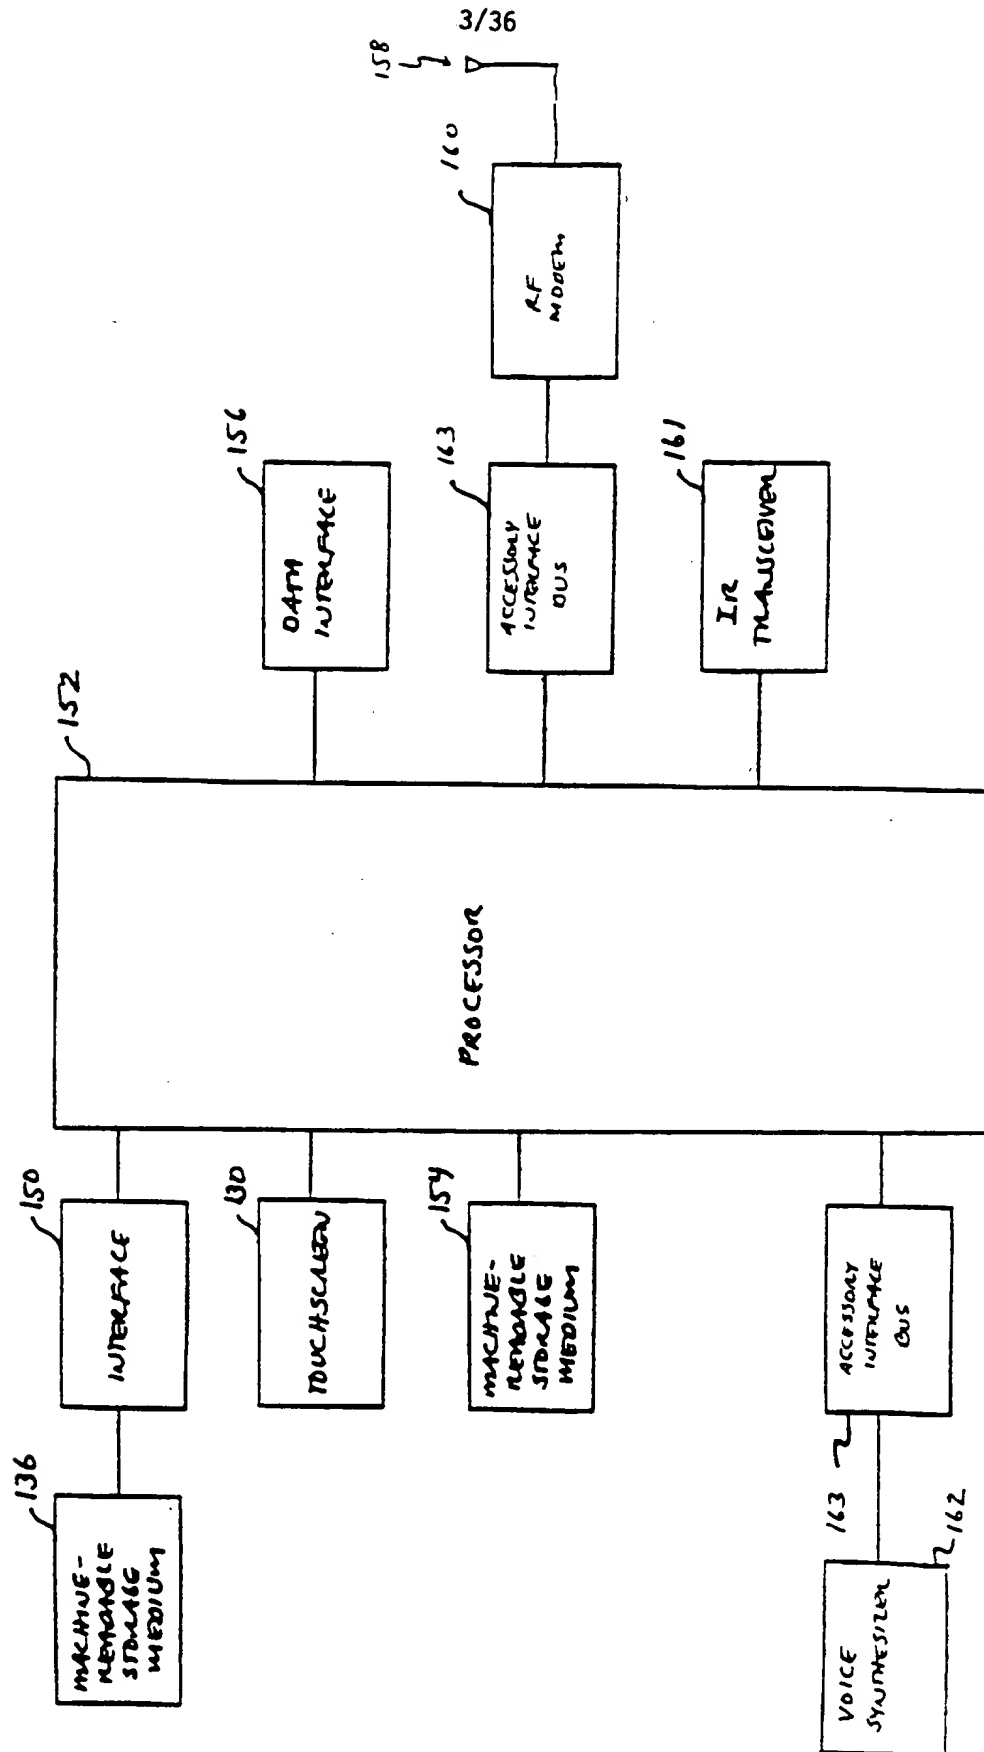 3/36
158
160
RF
MODEM
156
DATA
INTERFACE
163
ACCESSORY
INTERFACE
BUS
161
IR
TRANSCEIVER
152
PROCESSOR
150
INTERFACE
130
TOUCHSCREEN
154
MACHINE-
READABLE
STORAGE
MEDIUM
ACCESSORY
INTERFACE
BUS
163
136
MACHINE-
READABLE
STORAGE
MEDIUM
162
VOICE
SYNTHESIZER